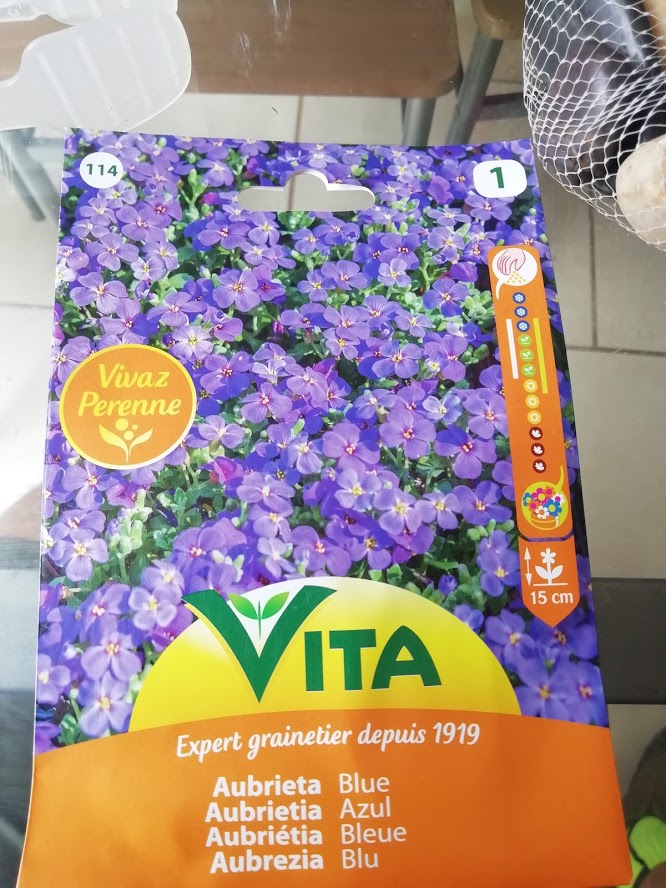 114
1
Vivaz
Perenne
15 cm
VITA
Expert grainetier depuis 1919
Aubrieta Blue
Aubrietia Azul
Aubriétia Bleue
Aubrezia Blu